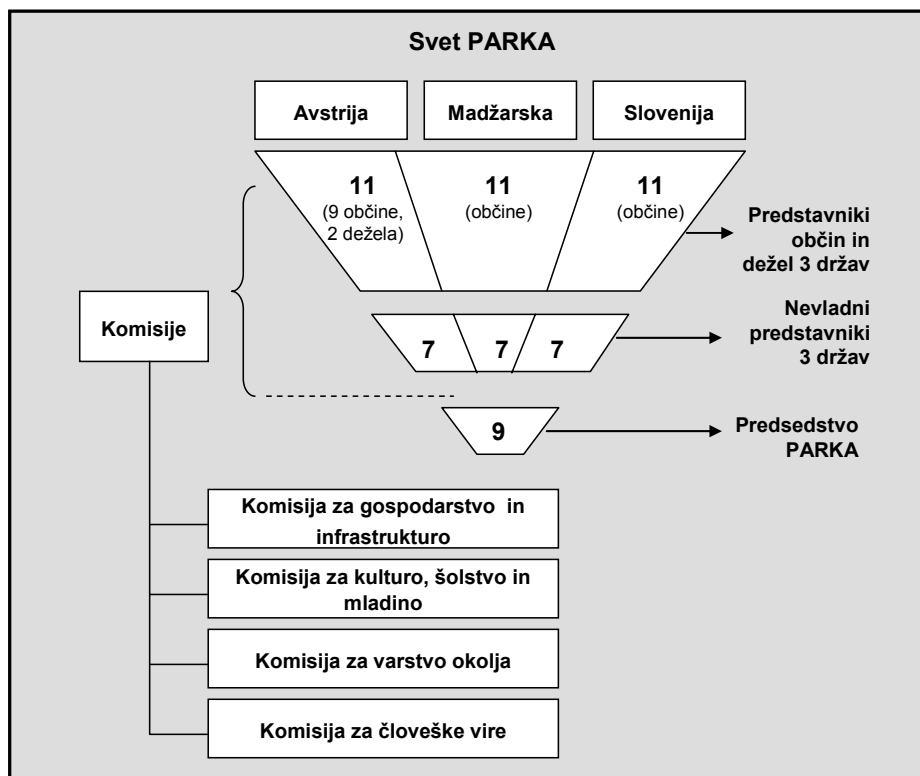 Svet PARKA
Avstrija
Madžarska
Slovenija
11
(9 občine,
2 dežela)
11
(občine)
11
(občine)
Predstavniki
občin in
dežel 3 držav
Komisije
7
7
7
Nevladni
predstavniki
3 držav
9
Predsedstvo
PARKA
Komisija za gospodarstvo in
infrastrukturo
Komisija za kulturo, šolstvo in
mladino
Komisija za varstvo okolja
Komisija za človeške vire